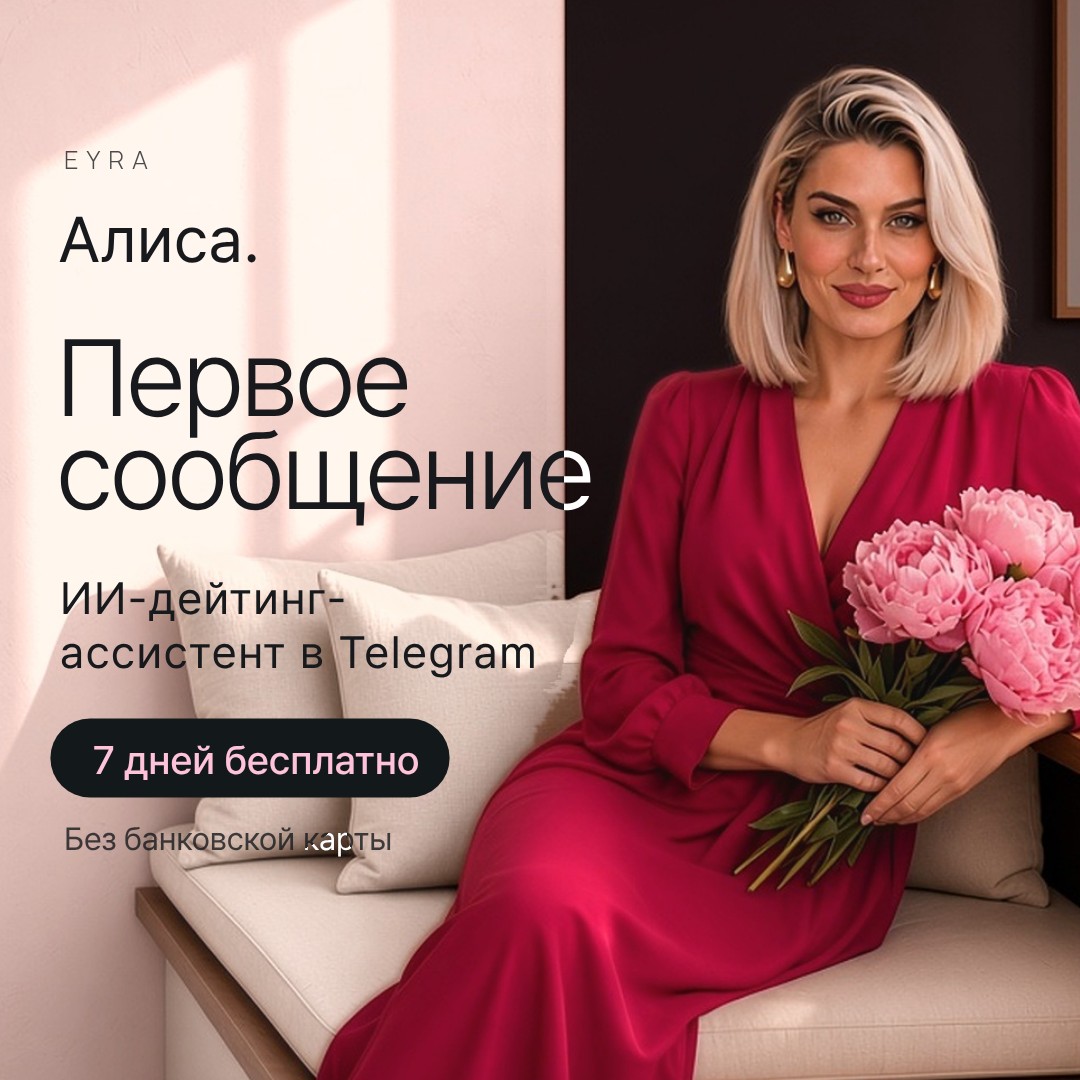 EYRA
Алиса.
Первое
сообщение
ИИ-дейтинг-
ассистент в Telegram
7 дней бесплатно
Без банковской карты